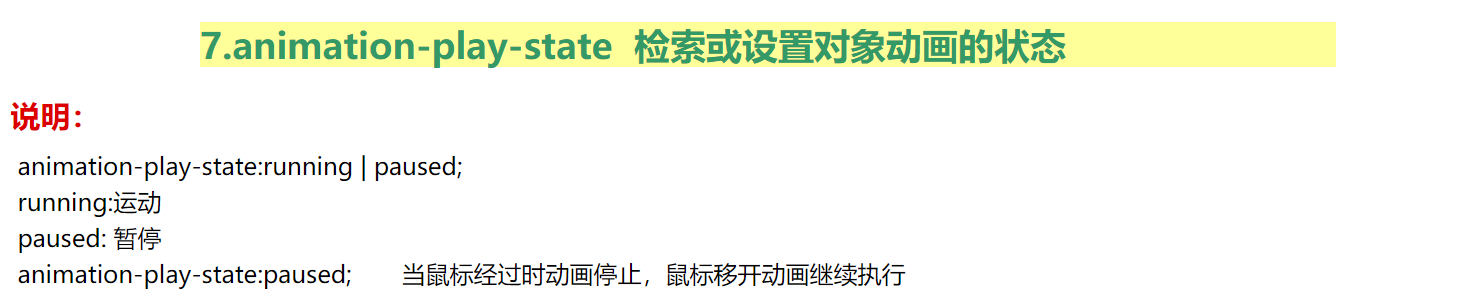 7.animation-play-state 检索或设置对象动画的状态
说明：
animation-play-state:running | paused;
running:运动
paused: 暂停
animation-play-state:paused; 当鼠标经过时动画停止，鼠标移开动画继续执行